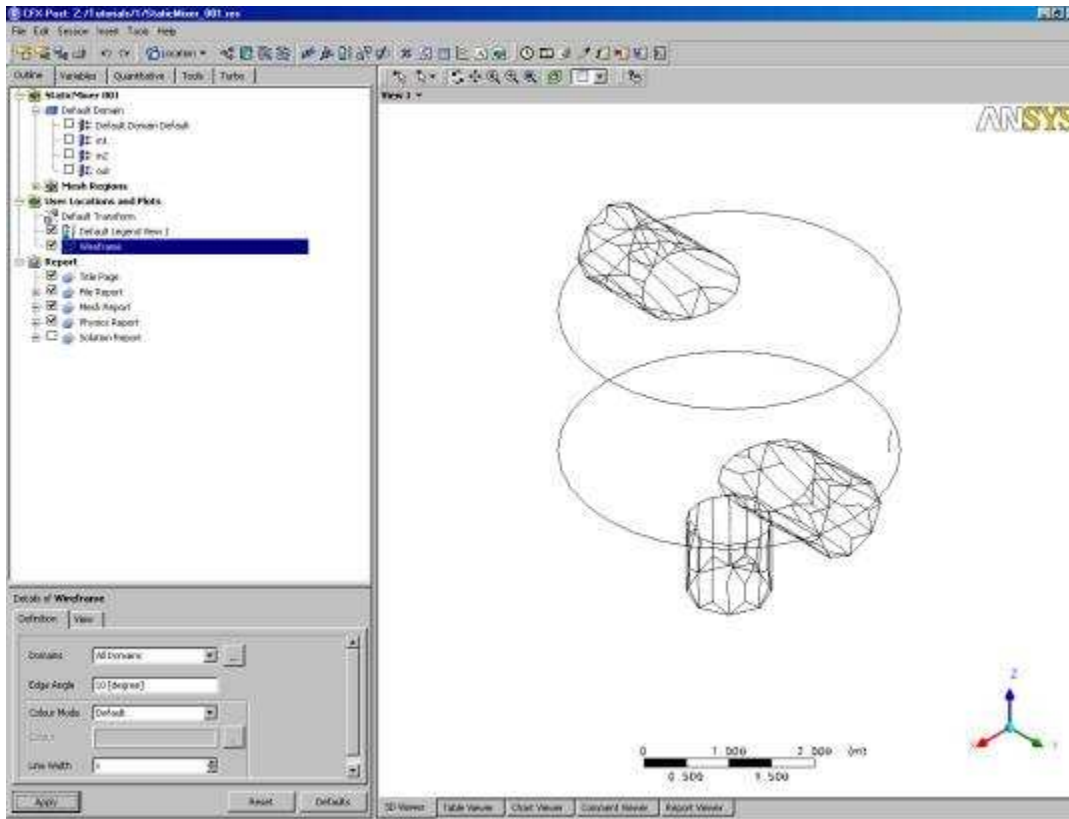 CFX-Post: Z:/Tutorials/1/StaticMixer_001.res
File Edit Session Insert Tools Help
Location
Outline Variables Quantitative Tools Turbo
StaticMixer 001
Default Domain
Default Domain Default
in1
in2
out
Mesh Regions
User Locations and Plots
Default Transform
Default Legend View 1
Wireframe
Report
Title Page
File Report
Mesh Report
Physics Report
Solution Report
Details of Wireframe
Definition View
Domains All Domains ...
Edge Angle 10 [degree]
Colour Mode Default
Line Width
Apply Reset Defaults
View 1
ANSYS
0 1.000 2.000 (m)
0.500 1.500
Z
X Y
3D Viewer Table Viewer Chart Viewer Comment Viewer Report Viewer